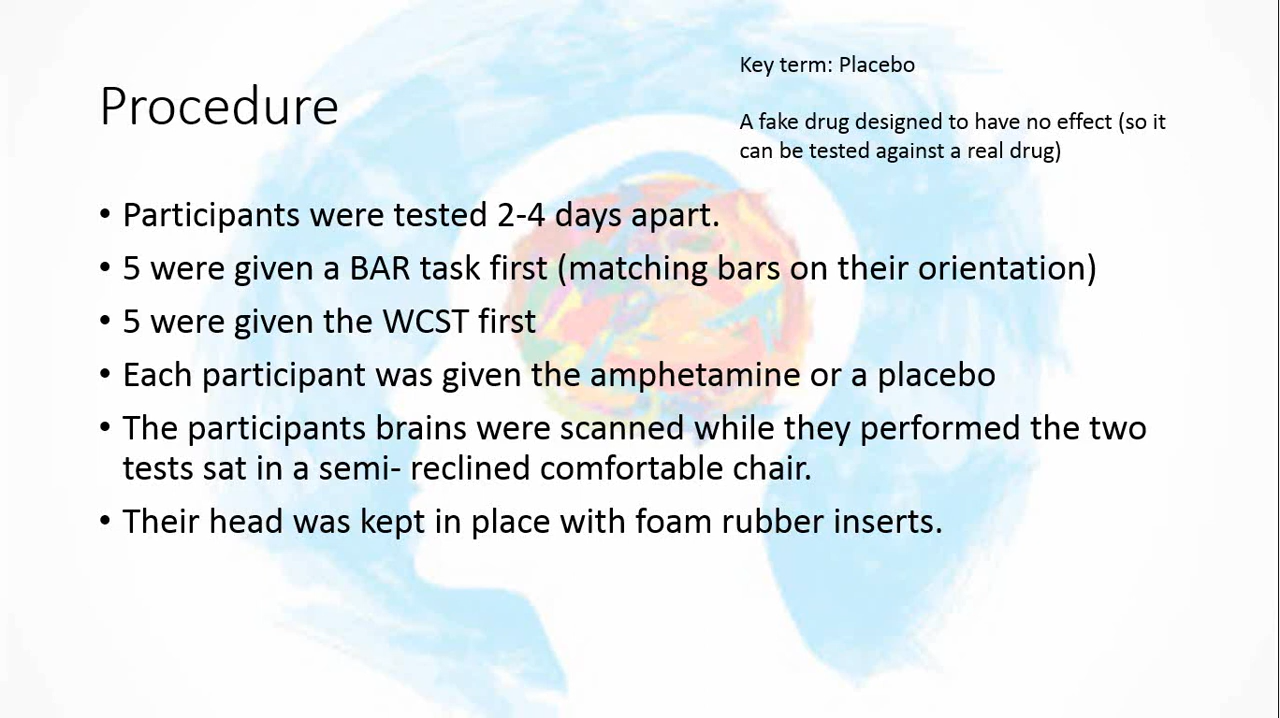 Procedure
Key term: Placebo
A fake drug designed to have no effect (so it
can be tested against a real drug)
• Participants were tested 2-4 days apart.
• 5 were given a BAR task first (matching bars on their orientation)
• 5 were given the WCST first
• Each participant was given the amphetamine or a placebo
• The participants brains were scanned while they performed the two
tests sat in a semi- reclined comfortable chair.
• Their head was kept in place with foam rubber inserts.